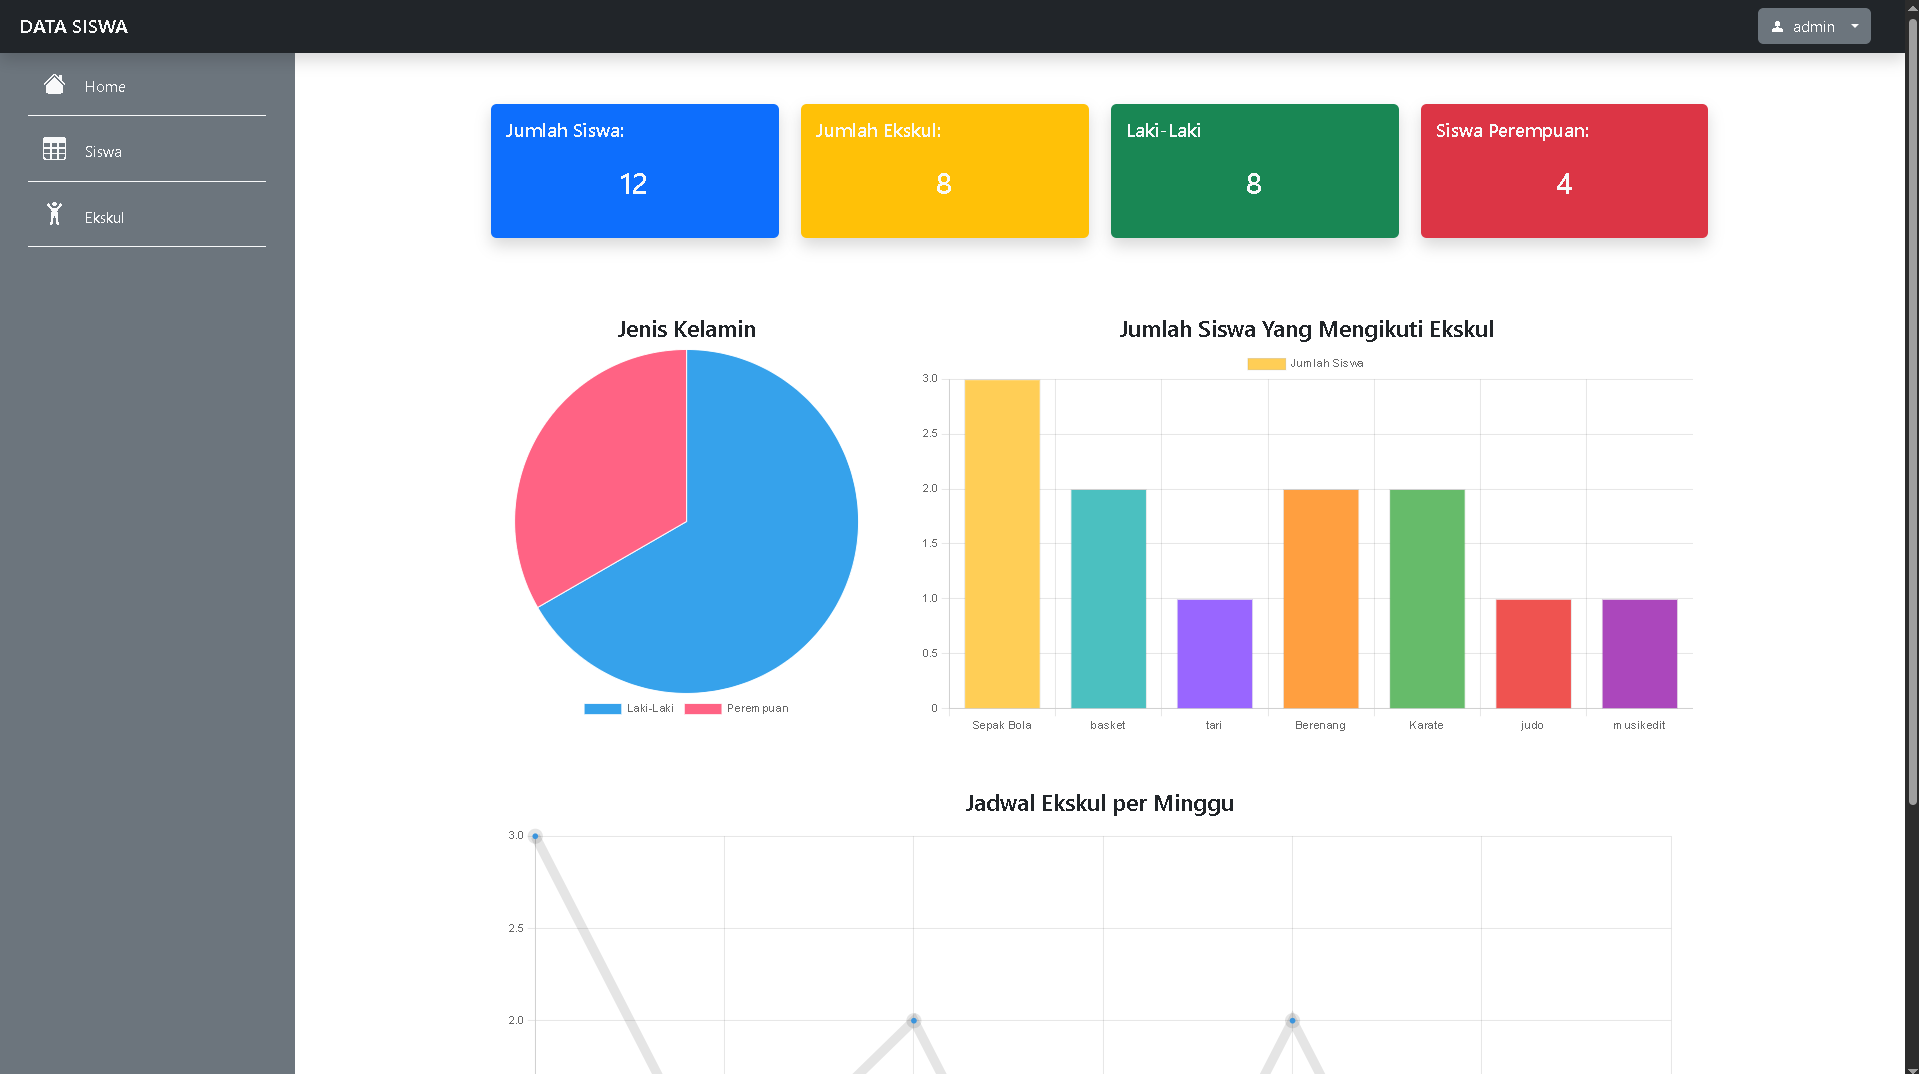 DATA SISWA
admin
Home
Siswa
Ekskul
Jumlah Siswa:
12
Jumlah Ekskul:
8
Laki-Laki
8
Siswa Perempuan:
4
Jenis Kelamin
Laki-Laki
Perempuan
Jumlah Siswa Yang Mengikuti Ekskul
Jumlah Siswa
3.0
2.5
2.0
1.5
1.0
0.5
0
Sepak Bola
basket
tari
Berenang
Karate
judo
musikedit
Jadwal Ekskul per Minggu
3.0
2.5
2.0